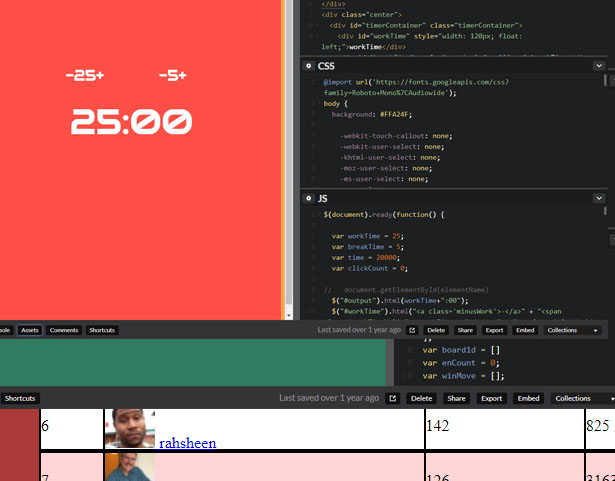 </div>
<div class="center">
<div id="timerContainer" class="timerContainer">
<div id="workTime" style="width: 120px; float:
left;">workTime</div>
-25+ -5+
25:00
CSS
@import url('https://fonts.googleapis.com/css?
family=Roboto+Mono%7CAudiowide');
body {
background: #FFA24F;
-webkit-touch-callout: none;
-webkit-user-select: none;
-khtml-user-select: none;
-moz-user-select: none;
-ms-user-select: none;
JS
$(document).ready(function() {
var workTime = 25;
var breakTime = 5;
var time = 20000;
var clickCount = 0;
// document.getElementById(elementName)
$("#output").html(workTime+":00");
$("#workTime").html("<a class='minusWork'>-</a>" + "<span
Assets Comments Shortcuts Last saved over 1 year ago Delete Share Export Embed Collections
8
9 var board1d = []
var enCount = 0;
10 var winMove = [];
Shortcuts Last saved over 1 year ago Delete Share Export Embed Collections
6 rahsheen 142 825
7 126 3163